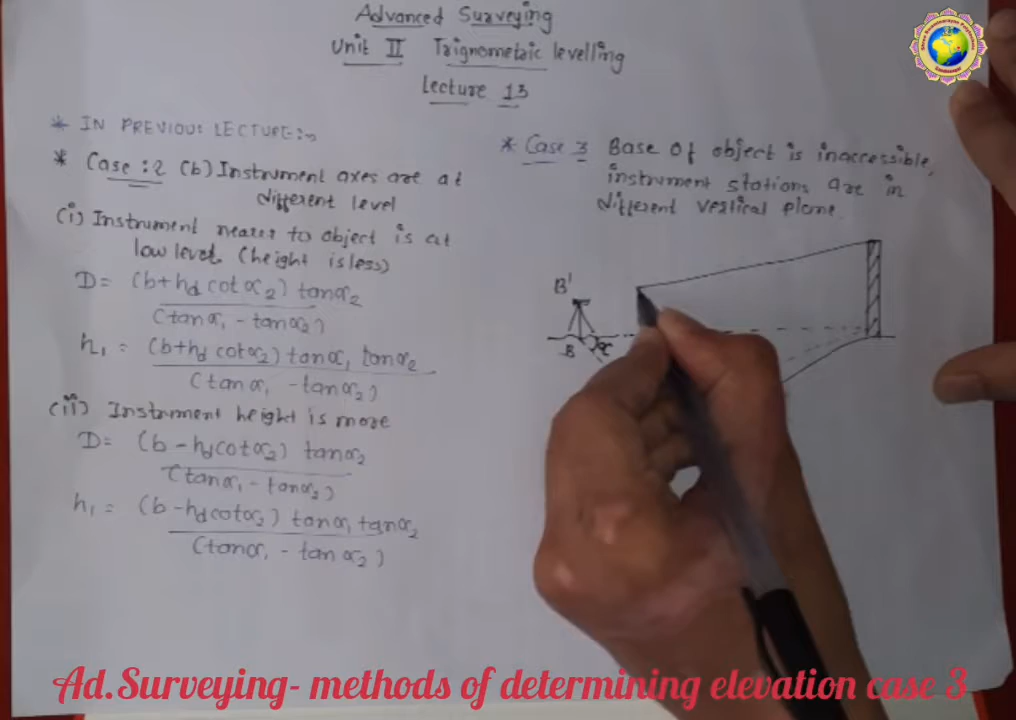 Advanced Surveying
Unit II Trignometric levelling
Lecture 13
* IN PREVIOUS LECTURE:-
* Case :2 (b) Instrument axes are at
different level
(i) Instrument nearer to object is at
low level. (height is less)
D = (b+hd cot α2) tan α2
(tan α1 - tan α2)
h1 = (b+hd cot α2) tan α1 tan α2
(tan α1 - tan α2)
(ii) Instrument height is more
D = (b - hd cot α2) tan α2
(tan α1 - tan α2)
h1 = (b - hd cot α2) tan α1 tan α2
(tan α1 - tan α2)
* Case 3 Base of object is inaccessible,
instrument stations are in
different vertical plane.
B'
B α
Ad.Surveying- methods of determining elevation case 3